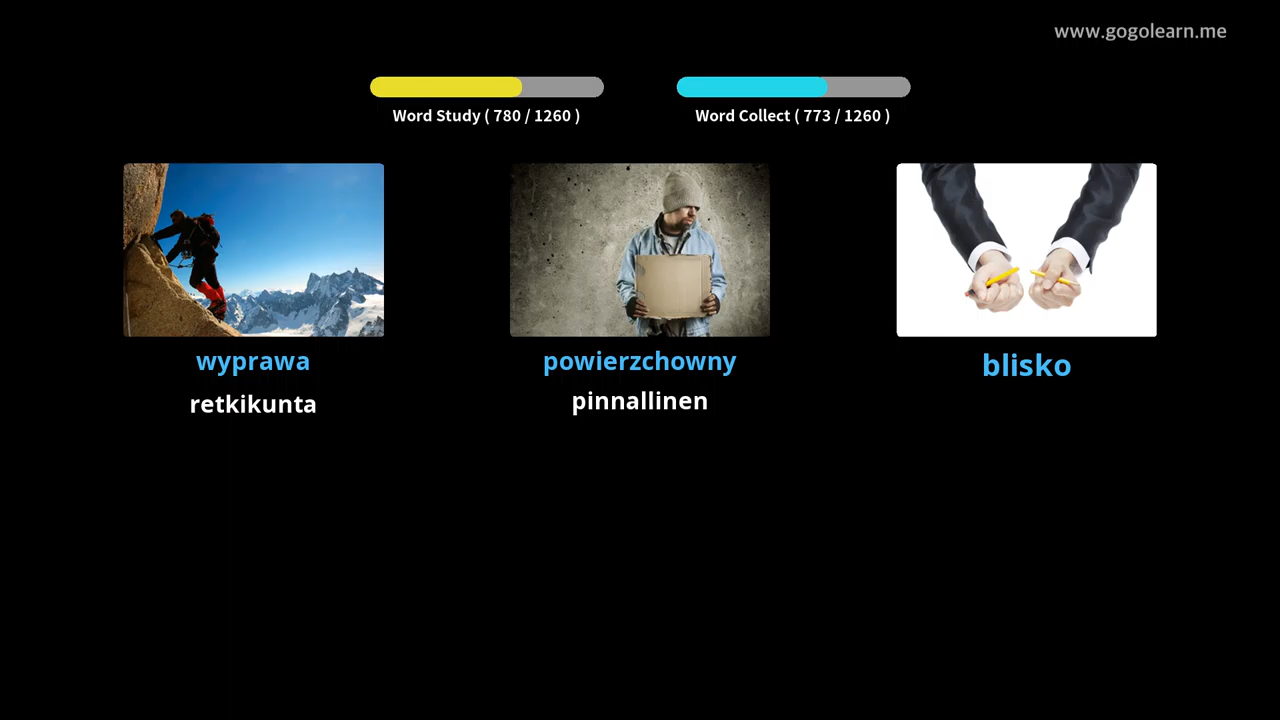 www.gogolearn.me
Word Study ( 780 / 1260 )
Word Collect ( 773 / 1260 )
wyprawa
retkikunta
powierzchowny
pinnallinen
blisko